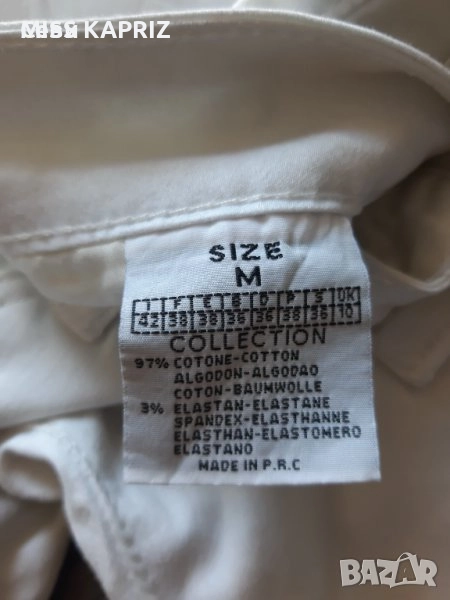 KAPRIZ
SIZE
M
I F E B D P S UK
42 38 38 36 36 38 36 10
COLLECTION
97% COTONE-COTTON
ALGODON-ALGODAO
COTON-BAUMWOLLE
3% ELASTAN-ELASTANE
SPANDEX-ELASTHANNE
ELASTHAN-ELASTOMERO
ELASTANO
MADE IN P.R.C
BAZAR